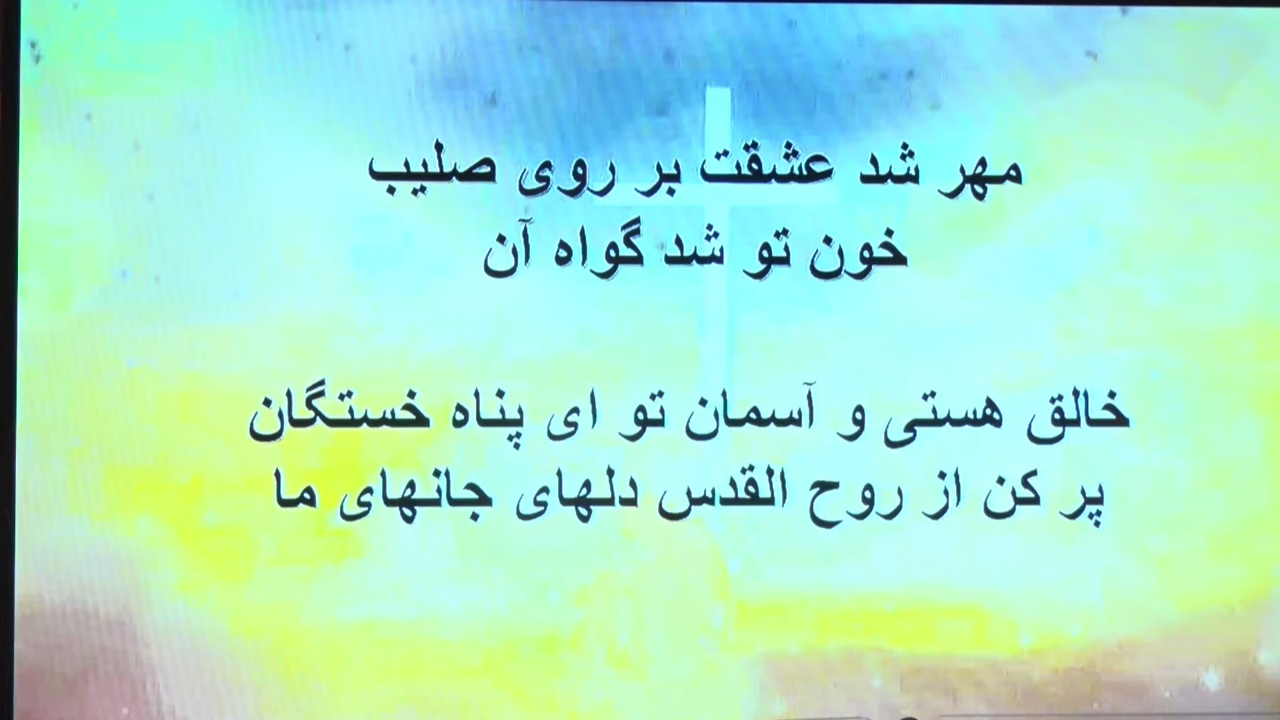 مهر شد عشقت بر روی صلیب
خون تو شد گواه آن
خالق هستی و آسمان تو ای پناه خستگان
پر کن از روح القدس دلهای جانهای ما